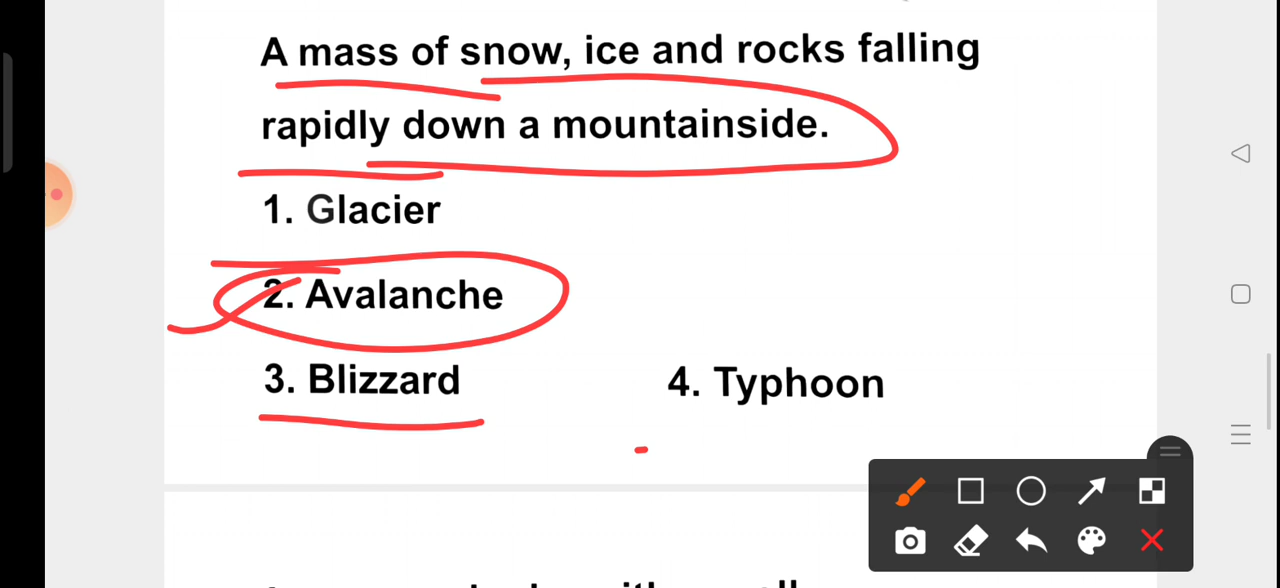 A mass of snow, ice and rocks falling
rapidly down a mountainside.
1. Glacier
2. Avalanche
3. Blizzard 4. Typhoon